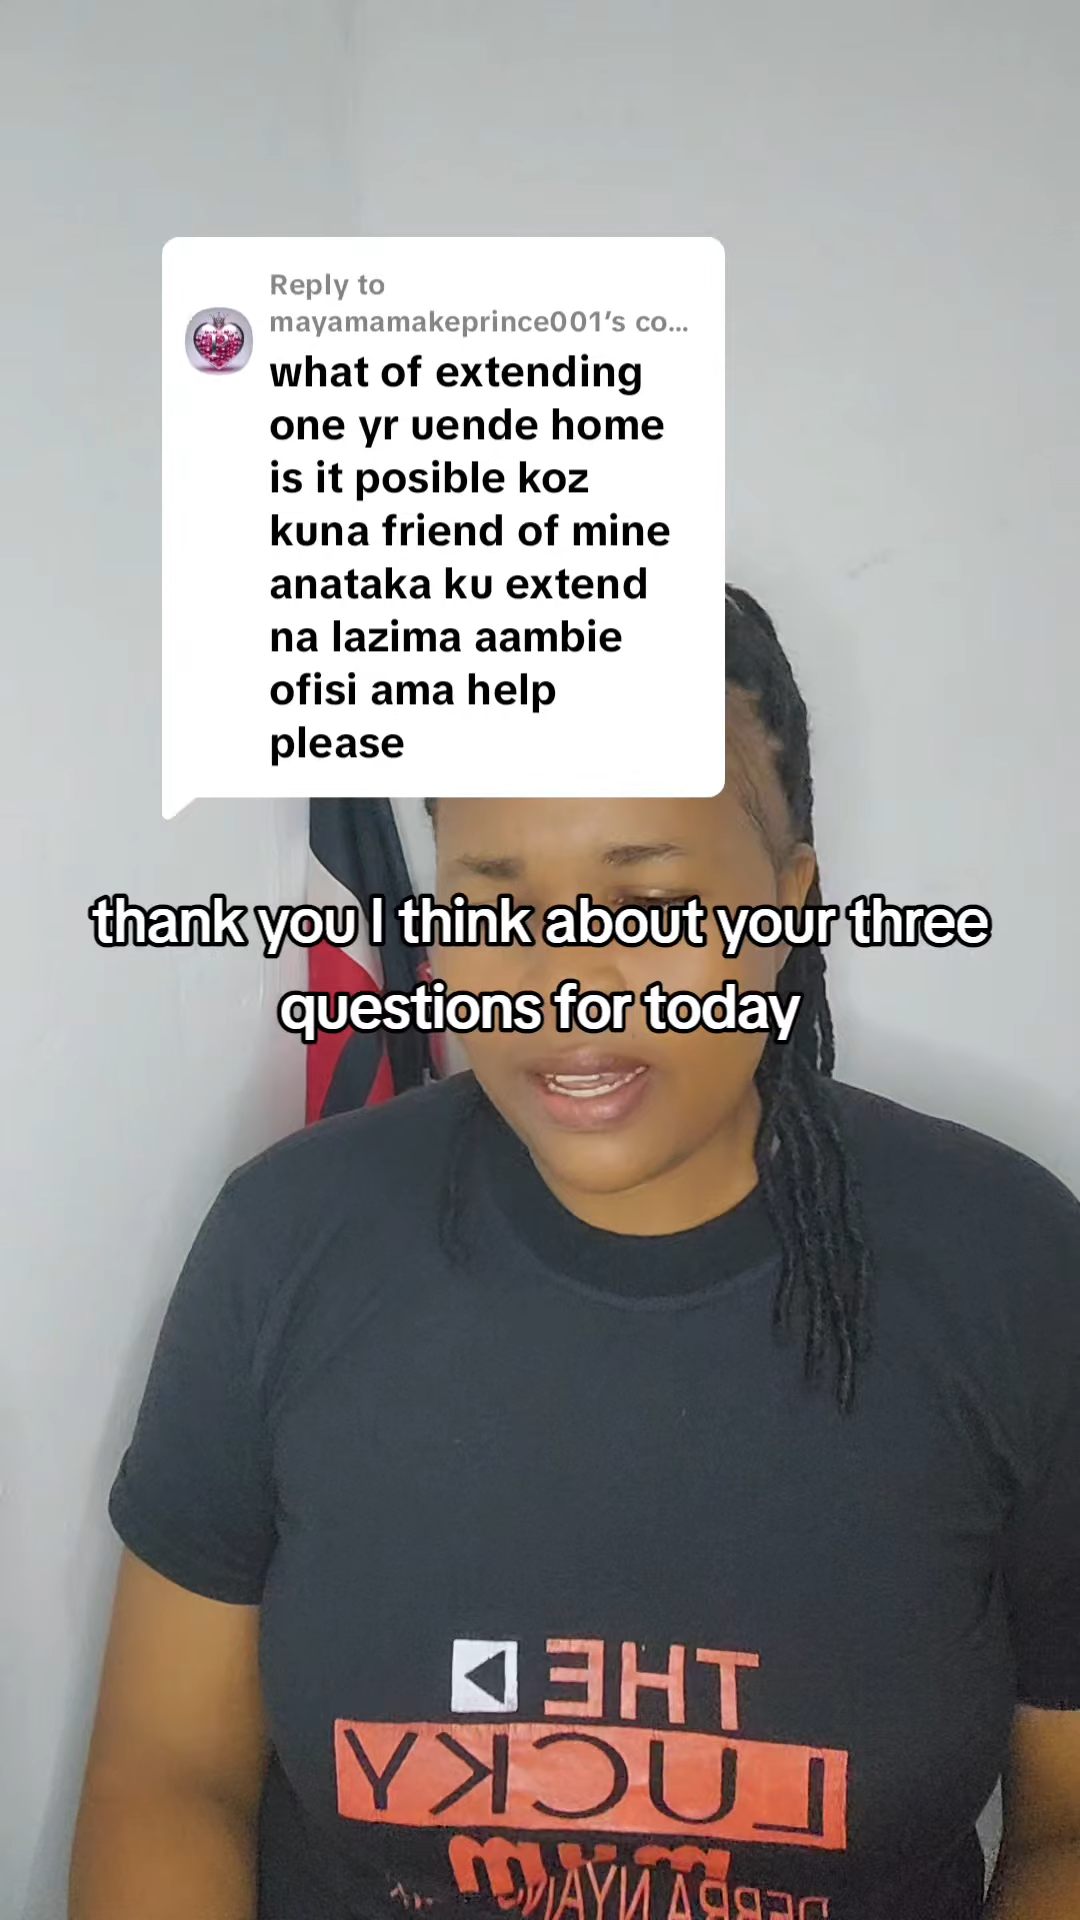 Reply to
mayamamakeprince001's co...
what of extending
one yr uende home
is it posible koz
kuna friend of mine
anataka ku extend
na lazima aambie
ofisi ama help
please
thank you I think about your three
questions for today
THE
LUCKY
mum